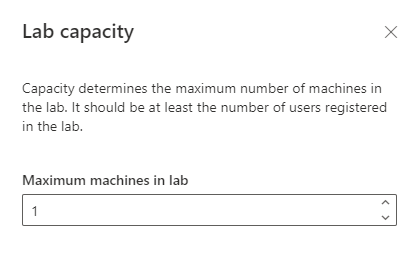 Lab capacity
Capacity determines the maximum number of machines in
the lab. It should be at least the number of users registered
in the lab.
Maximum machines in lab
1